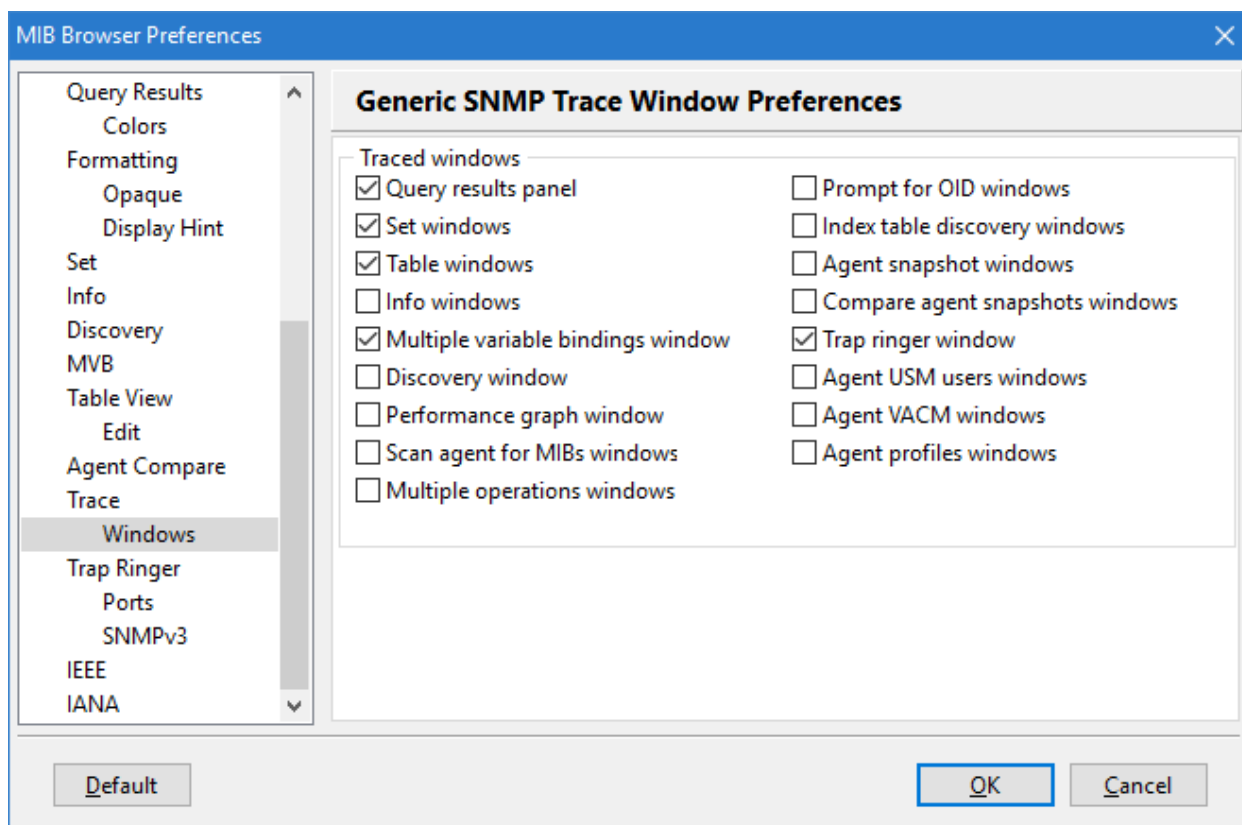 MIB Browser Preferences
Query Results
Colors
Formatting
Opaque
Display Hint
Set
Info
Discovery
MVB
Table View
Edit
Agent Compare
Trace
Windows
Trap Ringer
Ports
SNMPv3
IEEE
IANA
Generic SNMP Trace Window Preferences
Traced windows
Query results panel
Set windows
Table windows
Info windows
Multiple variable bindings window
Discovery window
Performance graph window
Scan agent for MIBs windows
Multiple operations windows
Prompt for OID windows
Index table discovery windows
Agent snapshot windows
Compare agent snapshots windows
Trap ringer window
Agent USM users windows
Agent VACM windows
Agent profiles windows
Default
OK
Cancel